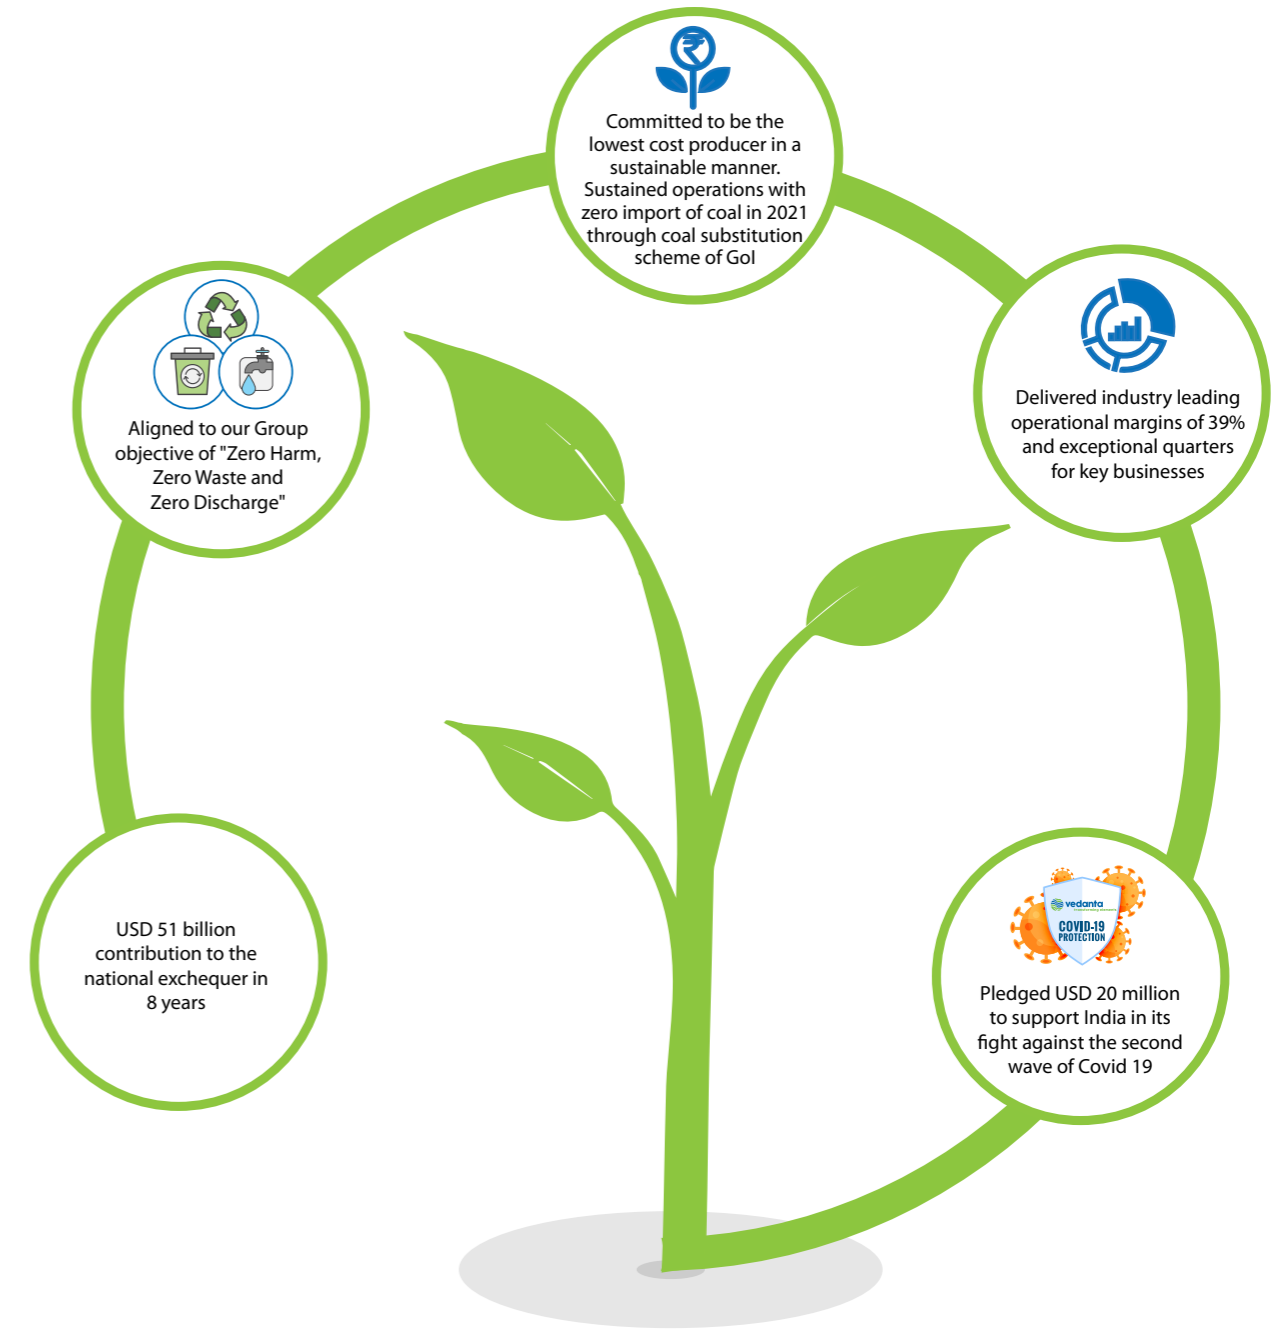 Committed to be the
lowest cost producer in a
sustainable manner.
Sustained operations with
zero import of coal in 2021
through coal substitution
scheme of GoI
Aligned to our Group
objective of "Zero Harm,
Zero Waste and
Zero Discharge"
Delivered industry leading
operational margins of 39%
and exceptional quarters
for key businesses
USD 51 billion
contribution to the
national exchequer in
8 years
vedanta
COVID-19
PROTECTION
Pledged USD 20 million
to support India in its
fight against the second
wave of Covid 19